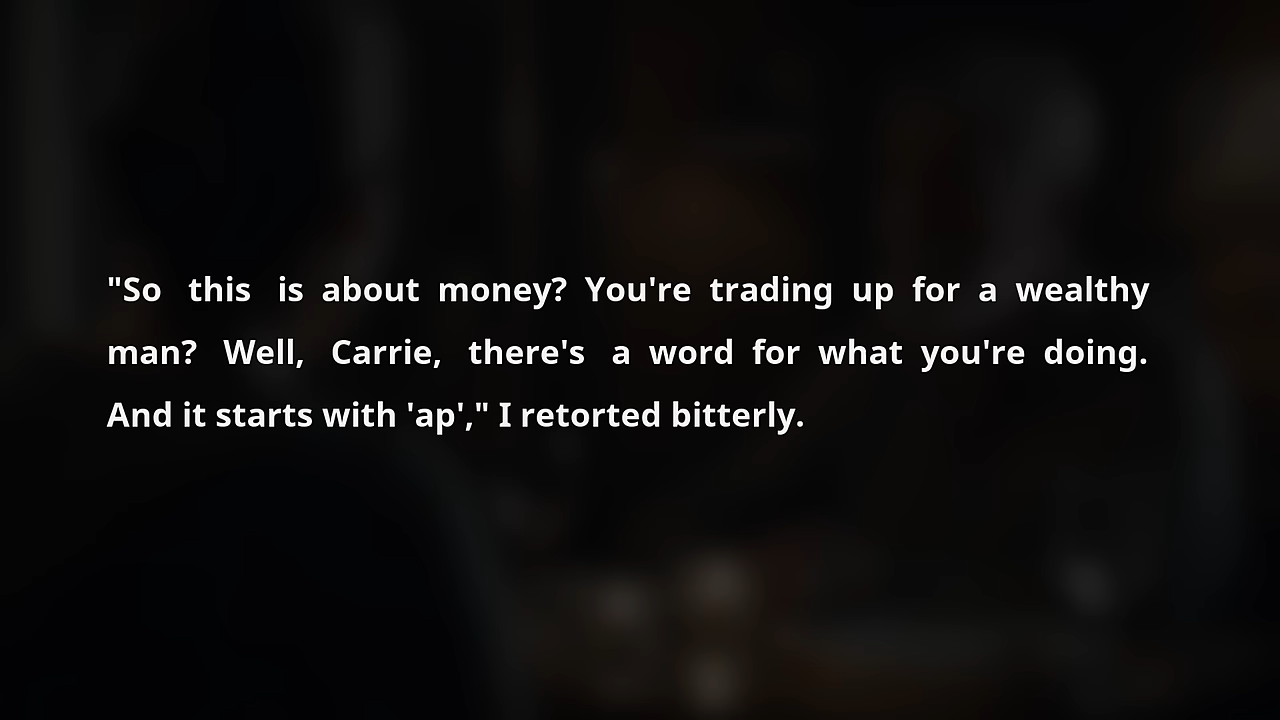 "So this is about money? You're trading up for a wealthy
man? Well, Carrie, there's a word for what you're doing.
And it starts with 'ap'," I retorted bitterly.